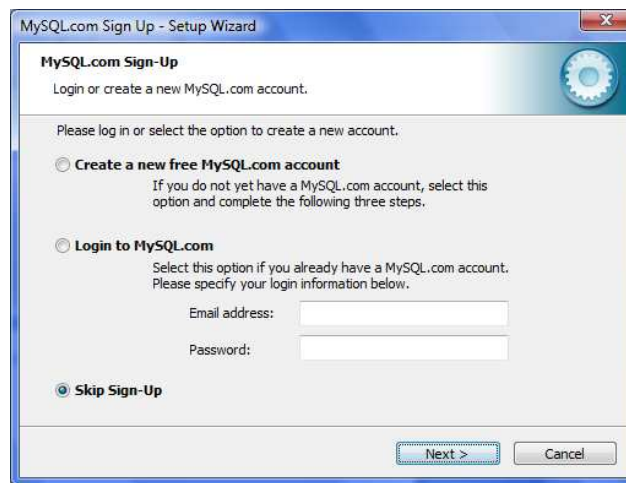 MySQL.com Sign Up - Setup Wizard
MySQL.com Sign-Up
Login or create a new MySQL.com account.
Please log in or select the option to create a new account.
Create a new free MySQL.com account
If you do not yet have a MySQL.com account, select this
option and complete the following three steps.
Login to MySQL.com
Select this option if you already have a MySQL.com account.
Please specify your login information below.
Email address:
Password:
Skip Sign-Up
Next > Cancel